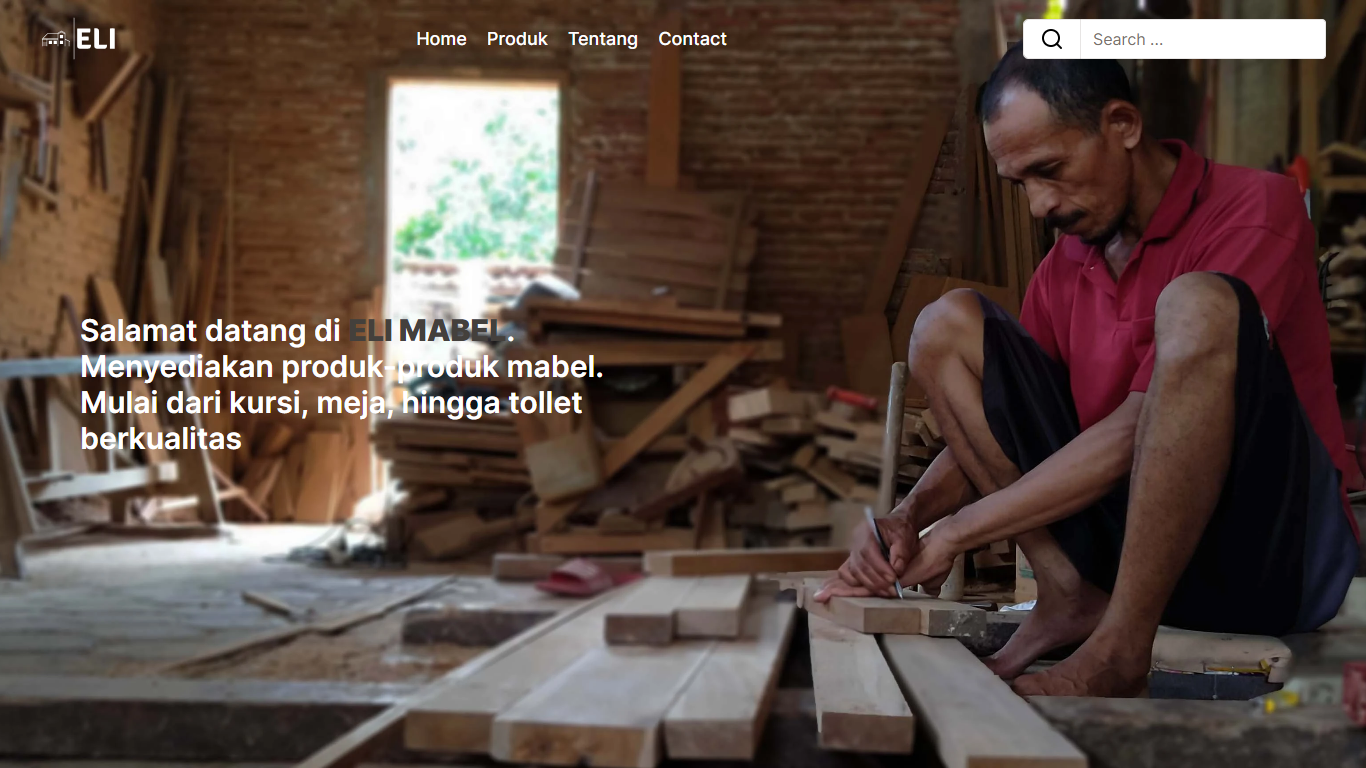 ELI
Home Produk Tentang Contact
Search ...
Salamat datang di ELI MABEL.
Menyediakan produk-produk mabel.
Mulai dari kursi, meja, hingga tollet
berkualitas